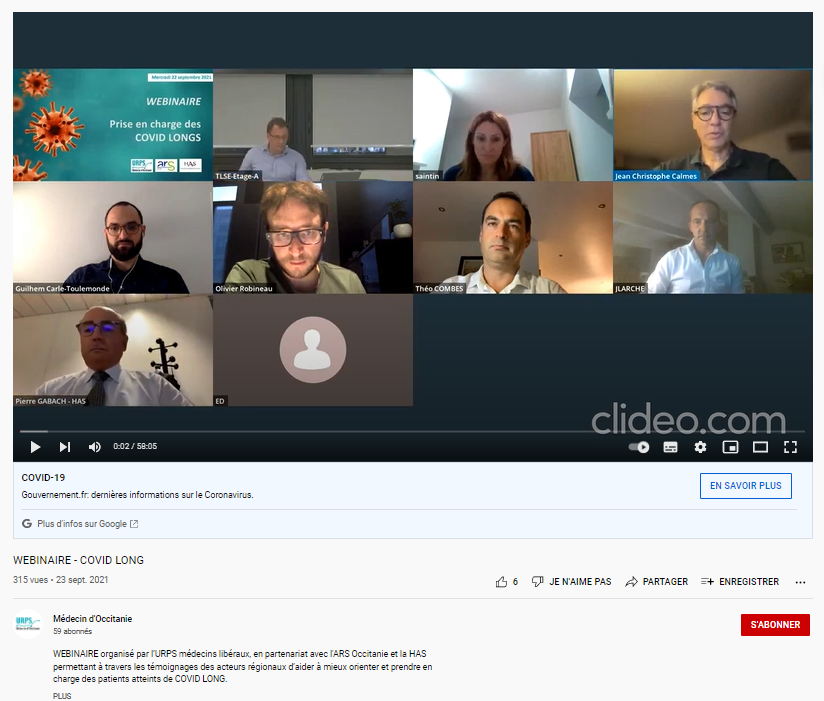 Mercredi 22 septembre 2021
WEBINAIRE
Prise en charge des
COVID LONGS
URPS
ars
HAS
TLSE-Etage-A
saintin
Jean Christophe Calmes
Guilhem Carle-Toulemonde
Olivier Robineau
Théo COMBES
JLARCHE
Pierre GABACH - HAS
ED
clideo.com
0:02 / 58:05
COVID-19
Gouvernement.fr: dernières informations sur le Coronavirus.
EN SAVOIR PLUS
Plus d'infos sur Google
WEBINAIRE - COVID LONG
315 vues • 23 sept. 2021
6
JE N'AIME PAS
PARTAGER
ENREGISTRER
URPS
Médecin d'Occitanie
59 abonnés
S'ABONNER
WEBINAIRE organisé par l'URPS médecins libéraux, en partenariat avec l'ARS Occitanie et la HAS
permettant à travers les témoignages des acteurs régionaux d'aider à mieux orienter et prendre en
charge des patients atteints de COVID LONG.
PLUS